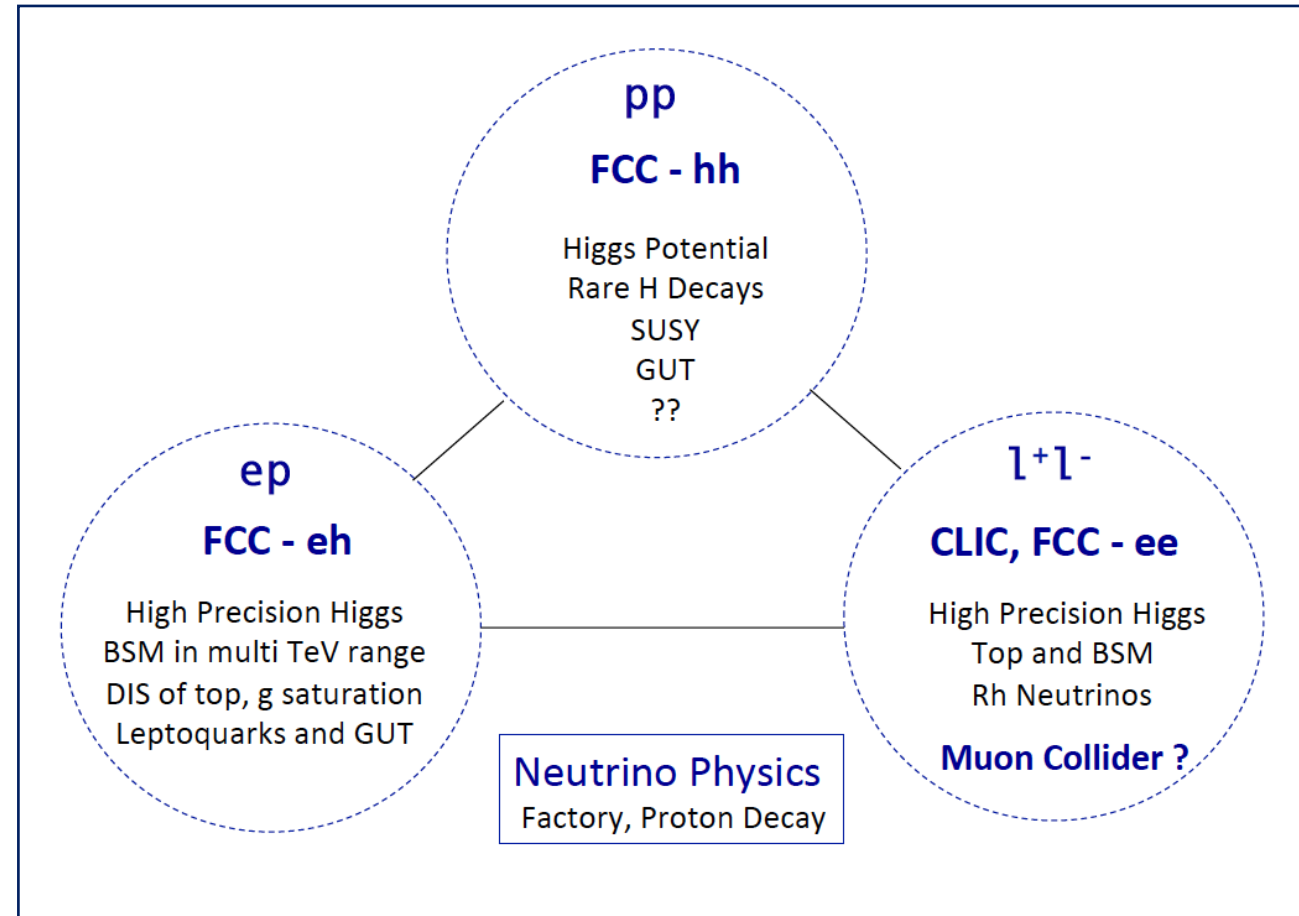 pp
FCC - hh
Higgs Potential
Rare H Decays
SUSY
GUT
??
ep
FCC - eh
High Precision Higgs
BSM in multi TeV range
DIS of top, g saturation
Leptoquarks and GUT
l⁺l⁻
CLIC, FCC - ee
High Precision Higgs
Top and BSM
Rh Neutrinos
Muon Collider ?
Neutrino Physics
Factory, Proton Decay